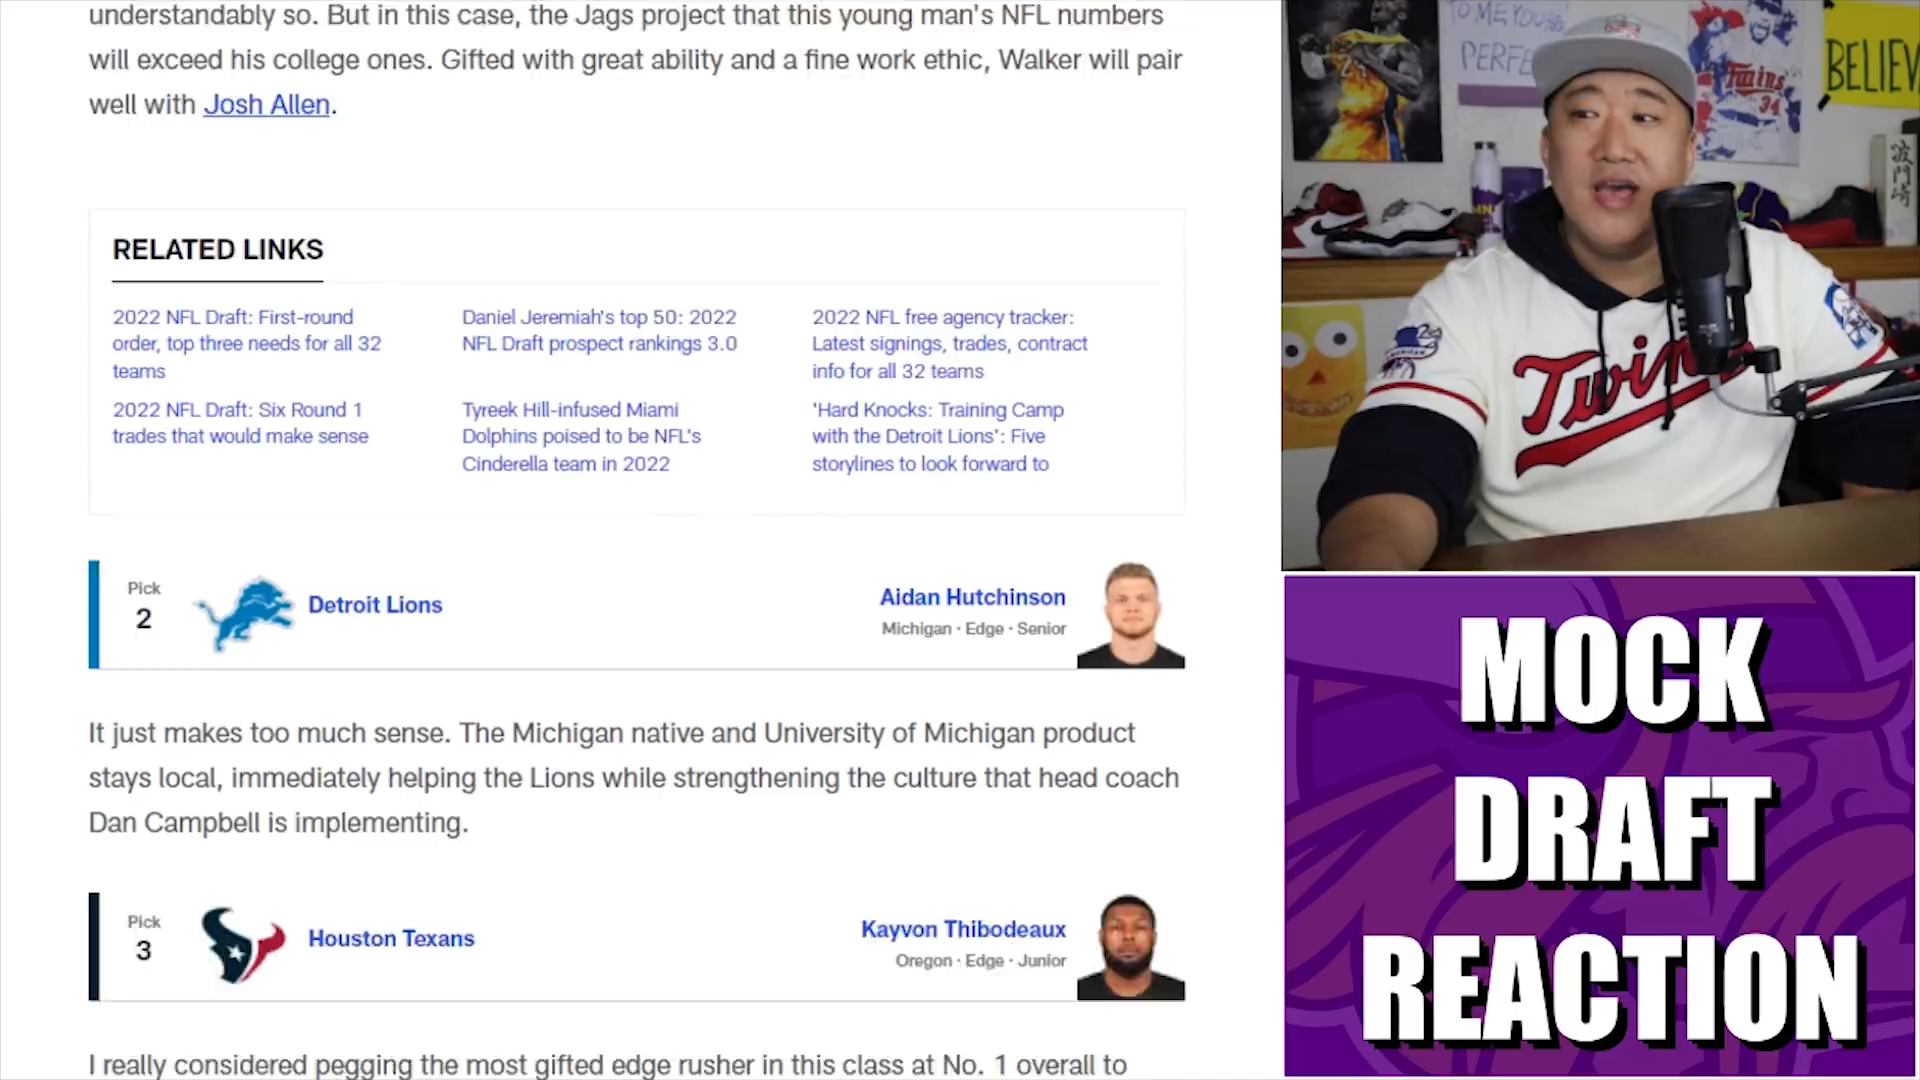 understandably so. But in this case, the Jags project that this young man's NFL numbers
will exceed his college ones. Gifted with great ability and a fine work ethic, Walker will pair
well with Josh Allen.
RELATED LINKS
2022 NFL Draft: First-round
order, top three needs for all 32
teams
2022 NFL Draft: Six Round 1
trades that would make sense
Daniel Jeremiah's top 50: 2022
NFL Draft prospect rankings 3.0
Tyreek Hill-infused Miami
Dolphins poised to be NFL's
Cinderella team in 2022
2022 NFL free agency tracker:
Latest signings, trades, contract
info for all 32 teams
'Hard Knocks: Training Camp
with the Detroit Lions': Five
storylines to look forward to
Pick
2
Detroit Lions
Aidan Hutchinson
Michigan · Edge · Senior
It just makes too much sense. The Michigan native and University of Michigan product
stays local, immediately helping the Lions while strengthening the culture that head coach
Dan Campbell is implementing.
Pick
3
Houston Texans
Kayvon Thibodeaux
Oregon · Edge · Junior
I really considered pegging the most gifted edge rusher in this class at No. 1 overall to
TO ME YOU
PERFE
Twins
34
BELIEV
MN
Twin
MOCK
DRAFT
REACTION